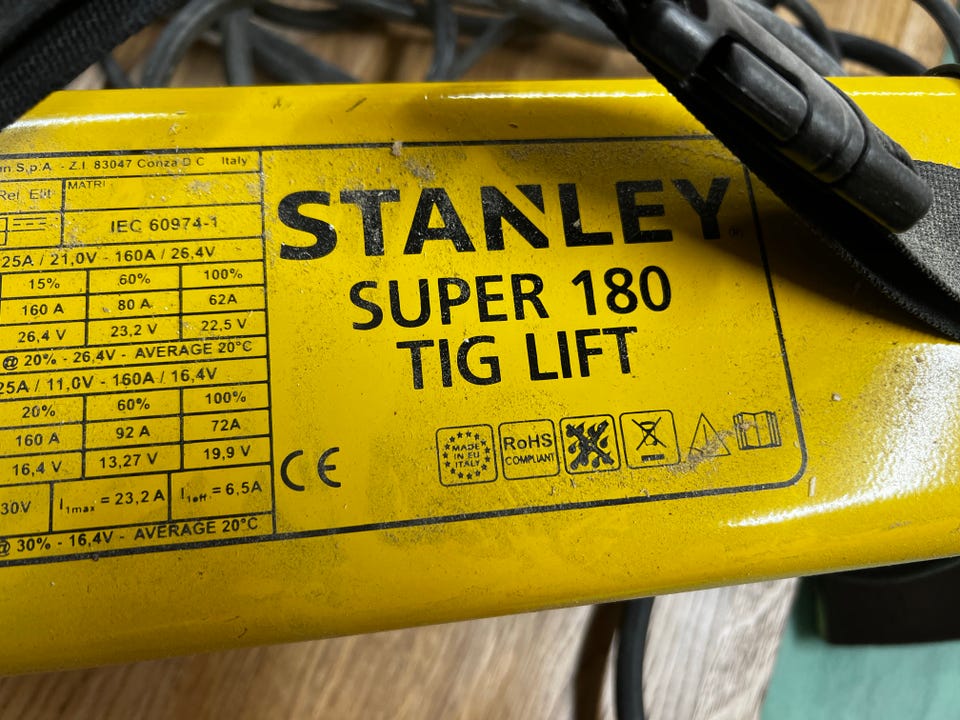 S.p.A. - Z.I. 83047 Conza D C Italy
Rel. Elit MATRI
IEC 60974-1
25A / 21,0V - 160A / 26,4V
15% 60% 100%
160 A 80 A 62A
26,4 V 23,2 V 22,5 V
@ 20% - 26,4V - AVERAGE 20°C
25A / 11,0V - 160A / 16,4V
20% 60% 100%
160 A 92 A 72A
16,4 V 13,27 V 19,9 V
30V I1max = 23,2 A I1eff = 6,5A
@ 30% - 16,4V - AVERAGE 20°C
STANLEY®
SUPER 180
TIG LIFT
CE
MADE
IN EU
ITALY
RoHS
COMPLIANT